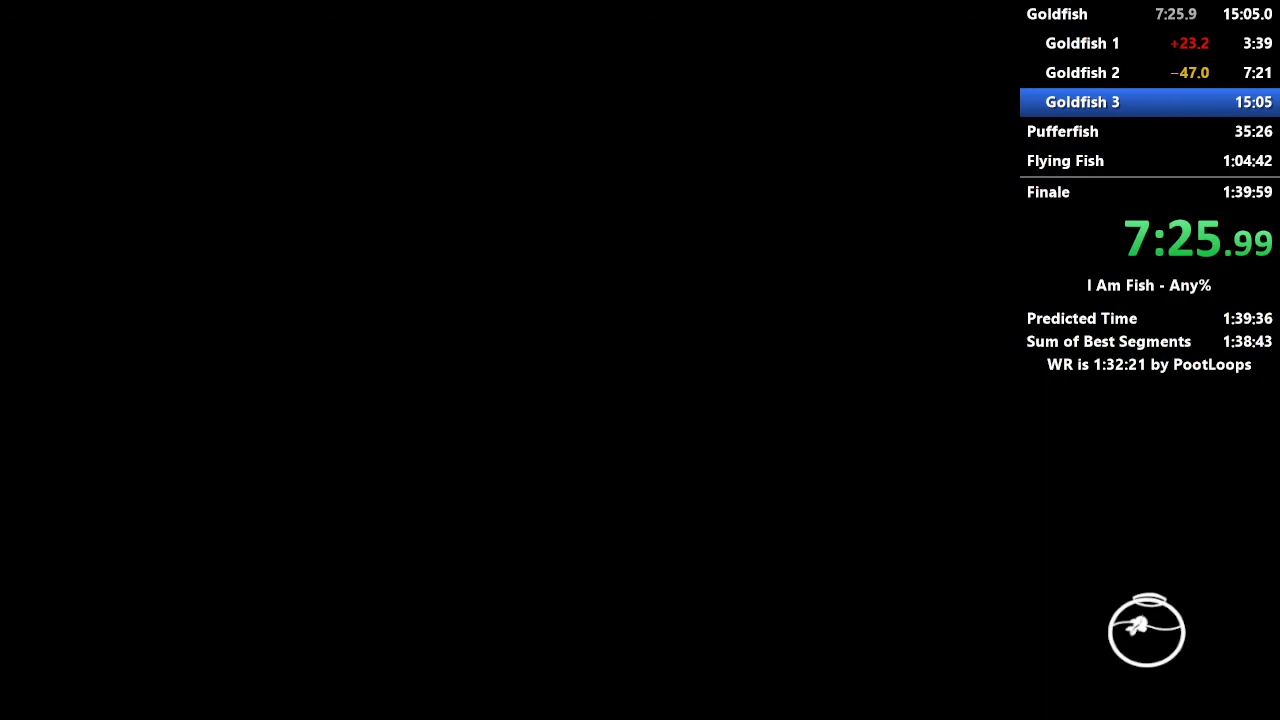 Goldfish 7:25.9 15:05.0
Goldfish 1 +23.2 3:39
Goldfish 2 −47.0 7:21
Goldfish 3 15:05
Pufferfish 35:26
Flying Fish 1:04:42
Finale 1:39:59
7:25.99
I Am Fish - Any%
Predicted Time 1:39:36
Sum of Best Segments 1:38:43
WR is 1:32:21 by PootLoops